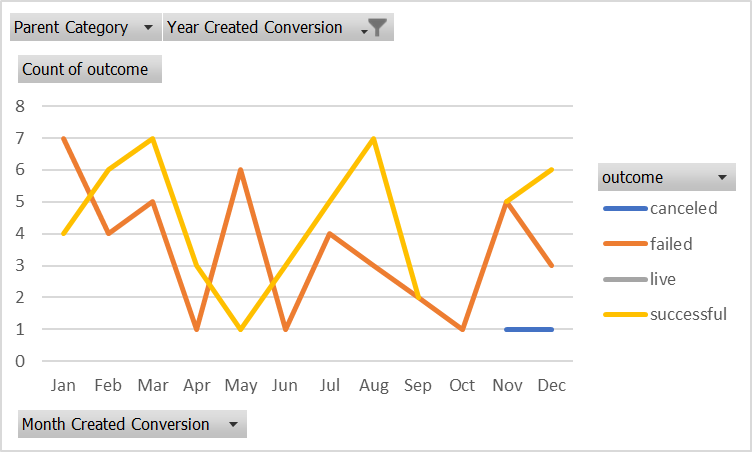 Parent Category Year Created Conversion
Count of outcome
8
7
6
5
4
3
2
1
0
Jan Feb Mar Apr May Jun Jul Aug Sep Oct Nov Dec
outcome
canceled
failed
live
successful
Month Created Conversion